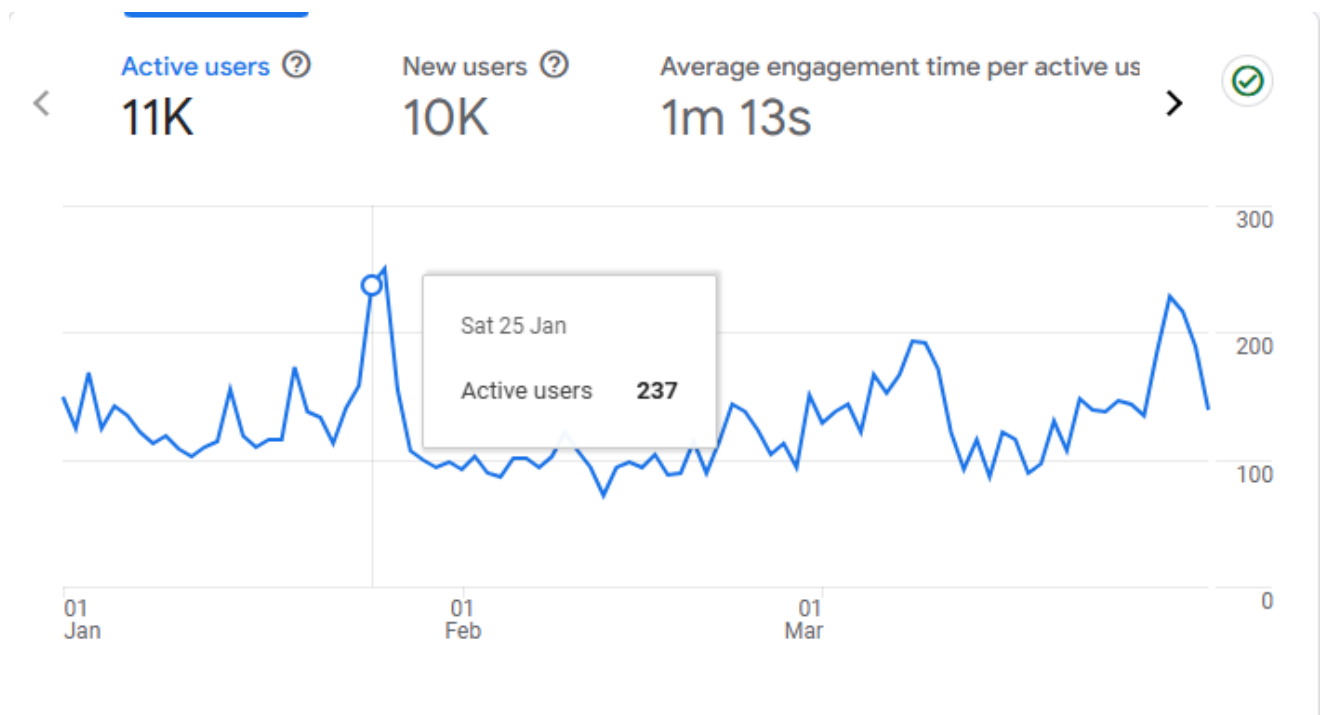 Active users New users Average engagement time per active us
11K 10K 1m 13s
300
Sat 25 Jan
200
Active users 237
100
0
01 01 01
Jan Feb Mar